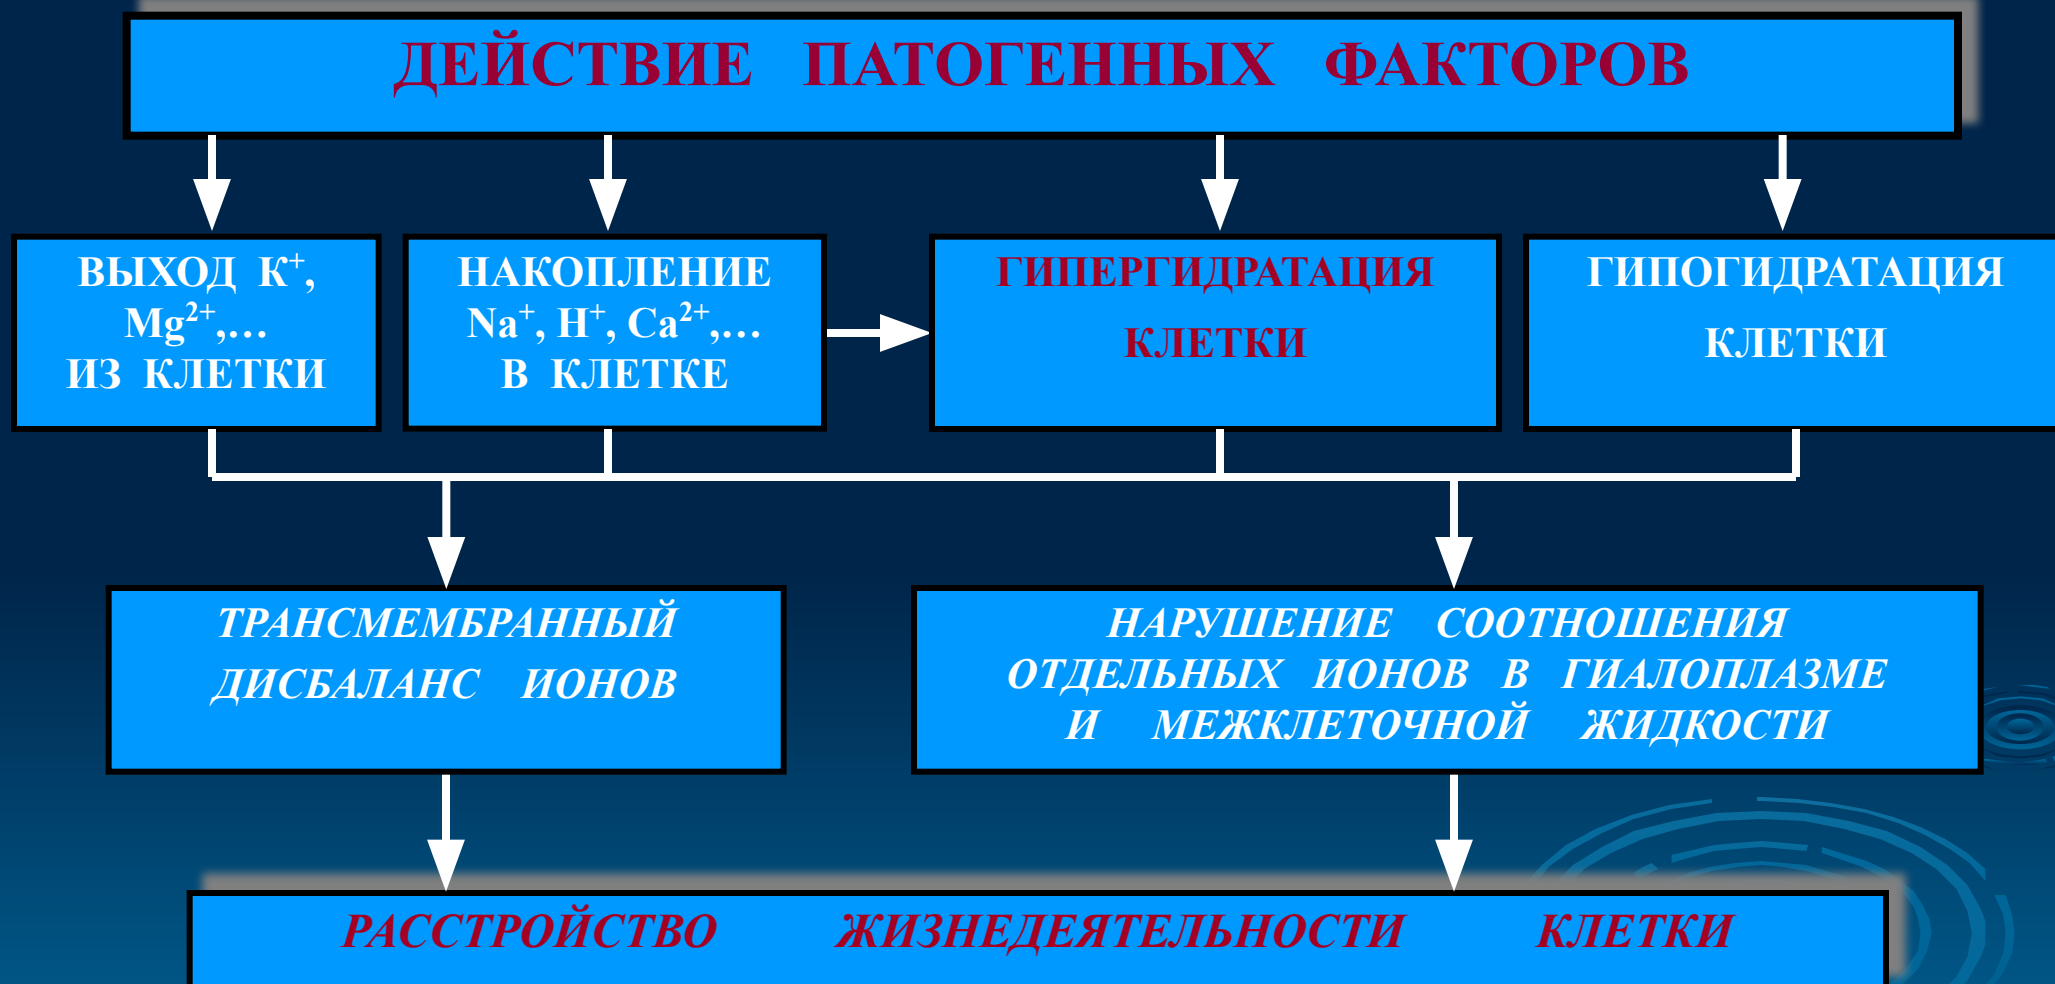 ДЕЙСТВИЕ ПАТОГЕННЫХ ФАКТОРОВ
ВЫХОД К⁺,
Mg²⁺,…
ИЗ КЛЕТКИ
НАКОПЛЕНИЕ
Na⁺, H⁺, Ca²⁺,…
В КЛЕТКЕ
ГИПЕРГИДРАТАЦИЯ
КЛЕТКИ
ГИПОГИДРАТАЦИЯ
КЛЕТКИ
ТРАНСМЕМБРАННЫЙ
ДИСБАЛАНС ИОНОВ
НАРУШЕНИЕ СООТНОШЕНИЯ
ОТДЕЛЬНЫХ ИОНОВ В ГИАЛОПЛАЗМЕ
И МЕЖКЛЕТОЧНОЙ ЖИДКОСТИ
РАССТРОЙСТВО ЖИЗНЕДЕЯТЕЛЬНОСТИ КЛЕТКИ